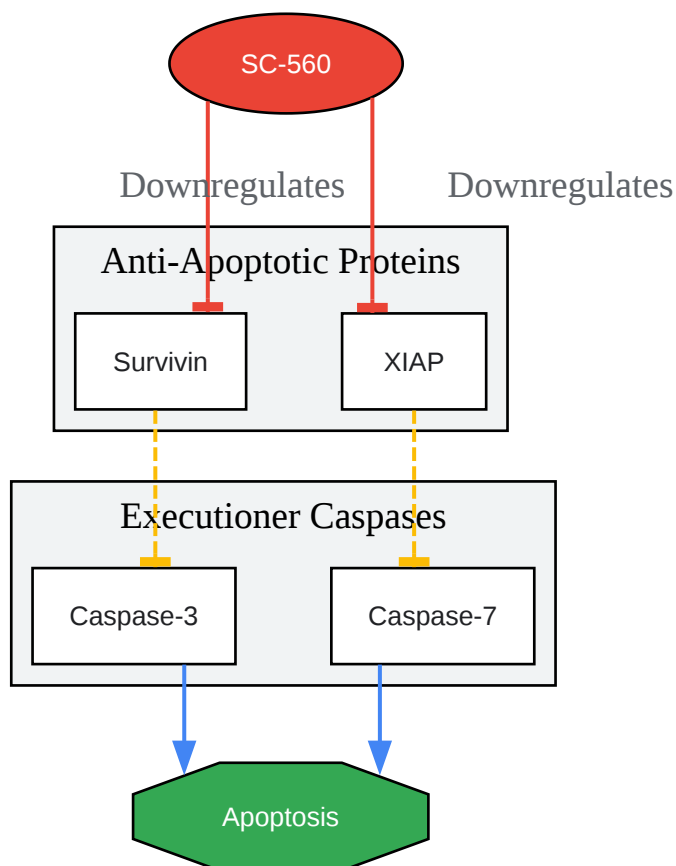 SC-560
Downregulates
Downregulates
Anti-Apoptotic Proteins
Survivin
XIAP
Executioner Caspases
Caspase-3
Caspase-7
Apoptosis